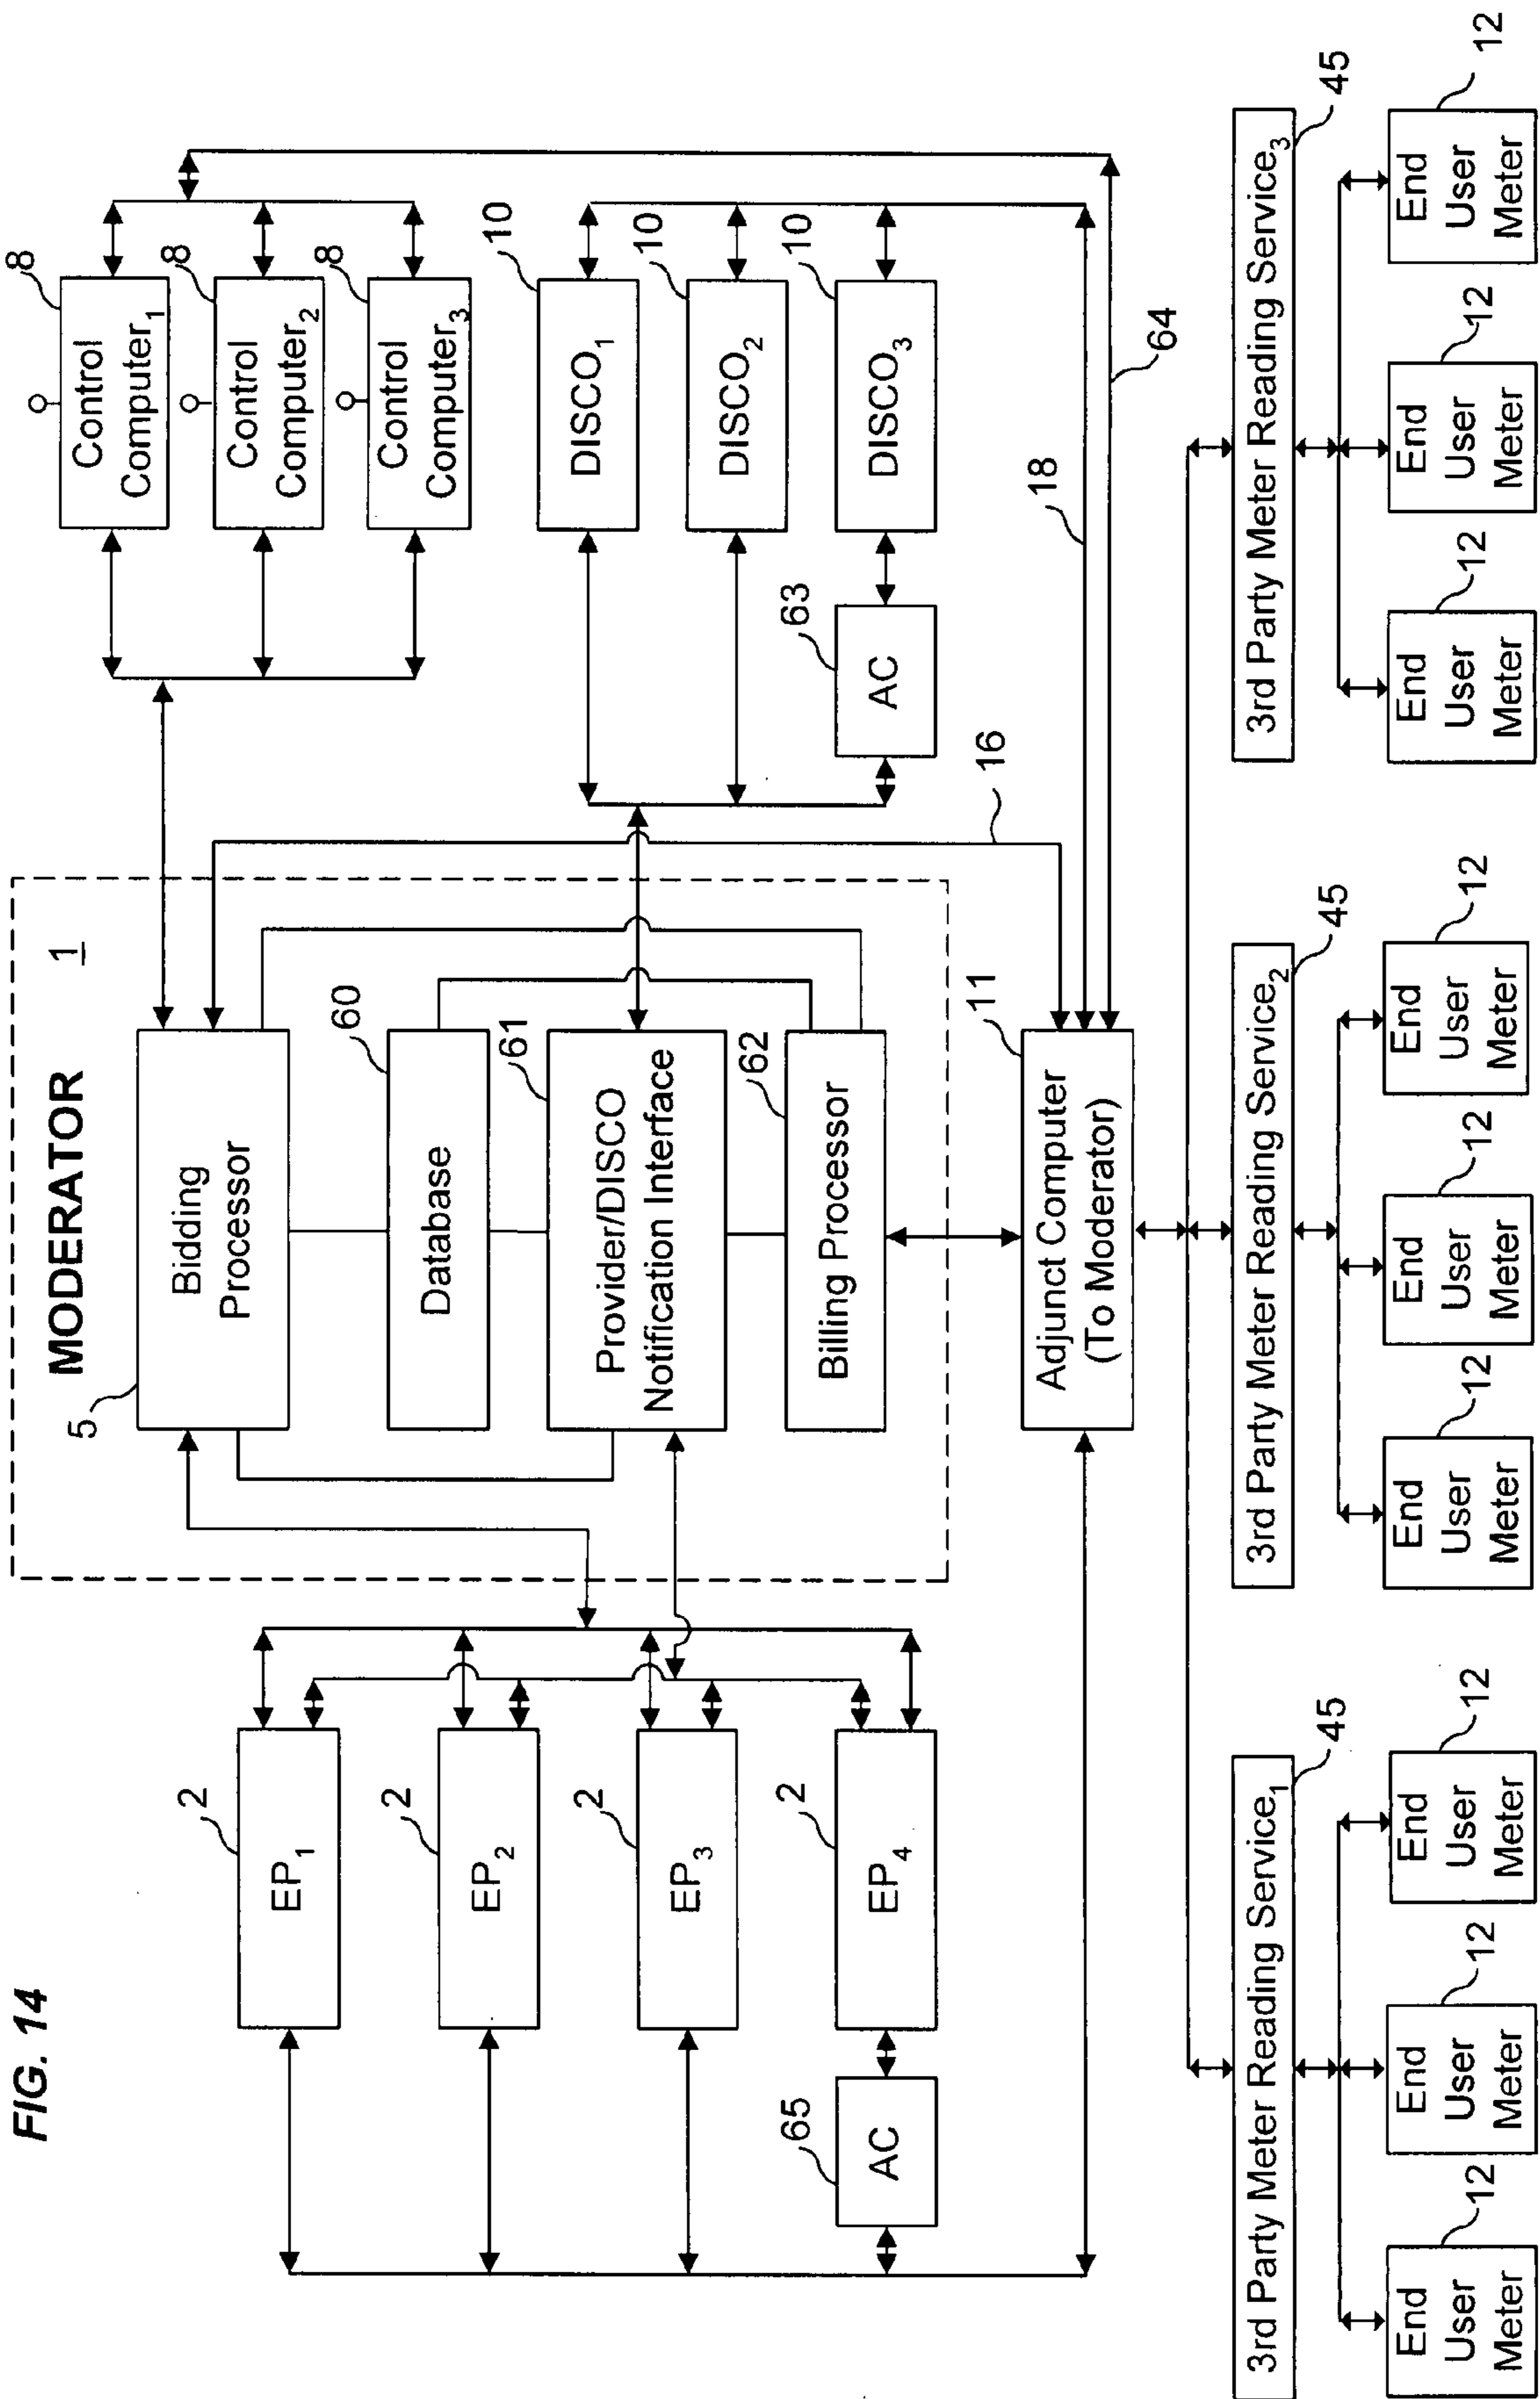 FIG. 14
MODERATOR 1
5
Bidding
Processor
60
Database
61
Provider/DISCO
Notification Interface
62
Billing Processor
2
EP1
2
EP2
2
EP3
2
EP4
65
AC
8
Control
Computer1
8
Control
Computer2
8
Control
Computer3
10
DISCO1
10
DISCO2
10
DISCO3
63
AC
16
18
64
11
Adjunct Computer
(To Moderator)
3rd Party Meter Reading Service1
45
3rd Party Meter Reading Service2
45
3rd Party Meter Reading Service3
45
12
End
User
Meter
12
End
User
Meter
12
End
User
Meter
12
End
User
Meter
12
End
User
Meter
12
End
User
Meter
12
End
User
Meter
12
End
User
Meter
12
End
User
Meter